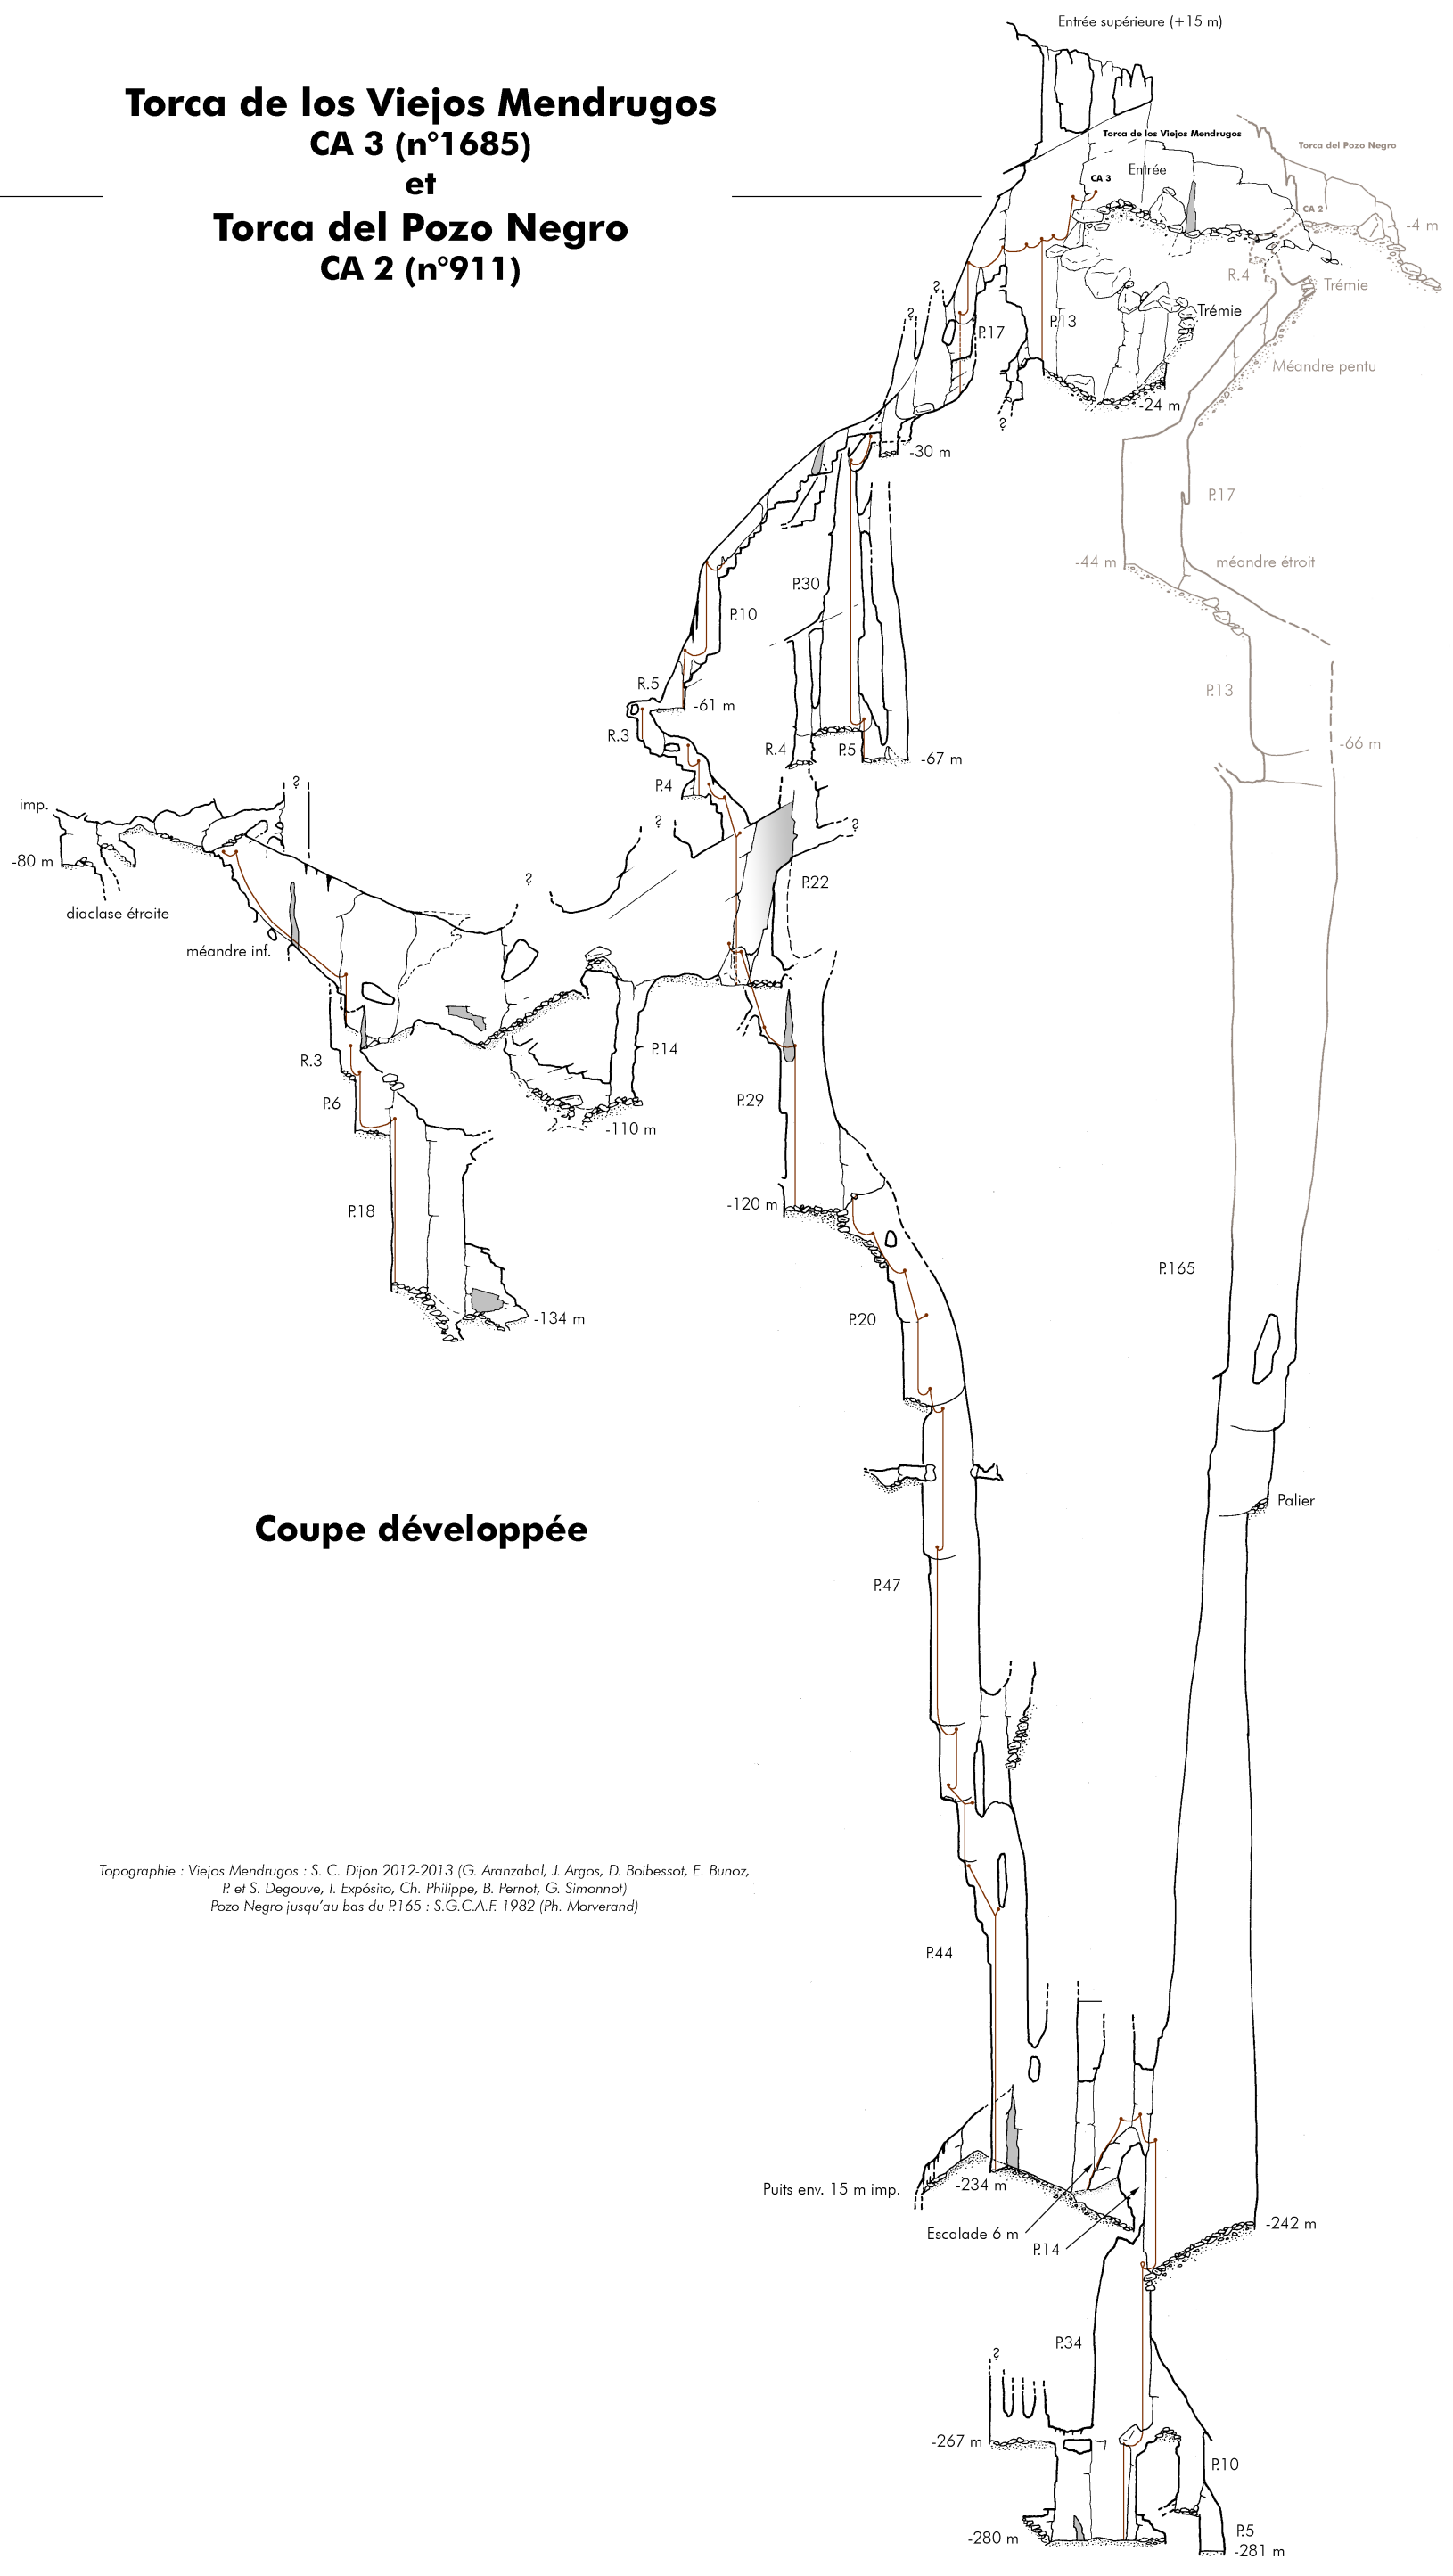 Entrée supérieure (+15 m)
Torca de los Viejos Mendrugos
CA 3 (n°1685)
et
Torca del Pozo Negro
CA 2 (n°911)
Torca de los Viejos Mendrugos
Torca del Pozo Negro
Entrée
CA 3
CA 2
-4 m
R.4
Trémie
Trémie
P.17
P.13
Méandre pentu
-24 m
?
?
?
-30 m
P.17
-44 m
méandre étroit
P.30
P.10
R.5
P.13
-61 m
R.3
R.4
P.5
-66 m
-67 m
P.4
?
imp.
?
?
-80 m
?
P.22
diaclase étroite
méandre inf.
R.3
P.14
P.6
P.29
-110 m
-120 m
P.18
P.165
-134 m
P.20
Palier
Coupe développée
P.47
Topographie : Viejos Mendrugos : S. C. Dijon 2012-2013 (G. Aranzabal, J. Argos, D. Boibessot, E. Bunoz,
P. et S. Degouve, I. Expósito, Ch. Philippe, B. Pernot, G. Simonnot)
Pozo Negro jusqu'au bas du P.165 : S.G.C.A.F. 1982 (Ph. Morverand)
P.44
-234 m
Puits env. 15 m imp.
-242 m
Escalade 6 m
P.14
P.34
?
-267 m
P.10
P.5
-280 m
-281 m